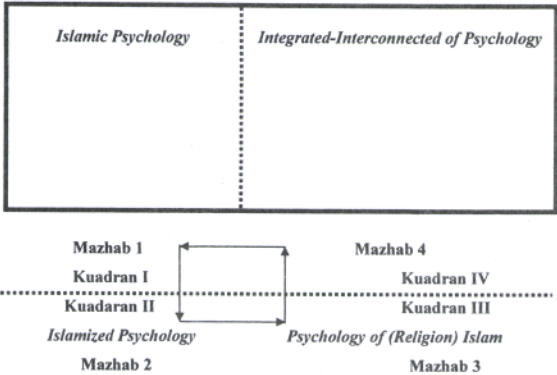 Islamic Psychology
Integrated-Interconnected of Psychology
Mazhab 1
Mazhab 4
Kuadran I
Kuadran IV
Kuadaran II
Kuadran III
Islamized Psychology
Psychology of (Religion) Islam
Mazhab 2
Mazhab 3